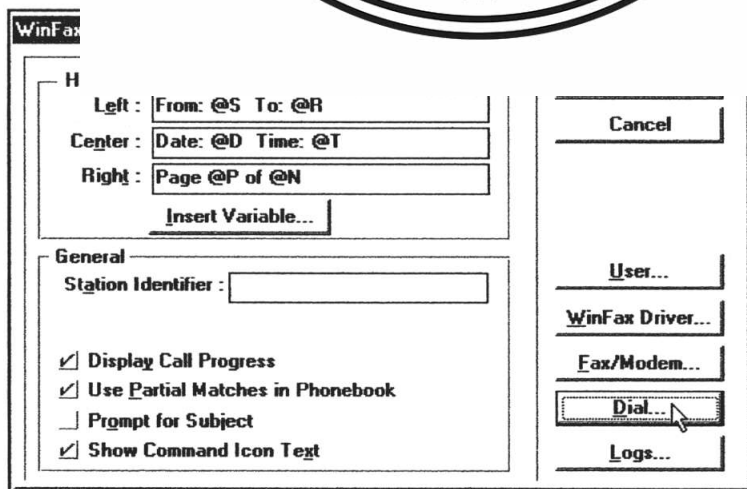 WinFax
H
Left : From: @S To: @R
Cancel
Center : Date: @D Time: @T
Right : Page @P of @N
Insert Variable...
General
Station Identifier :
User...
WinFax Driver...
Display Call Progress
Fax/Modem...
Use Partial Matches in Phonebook
Dial...
Prompt for Subject
Show Command Icon Text
Logs...